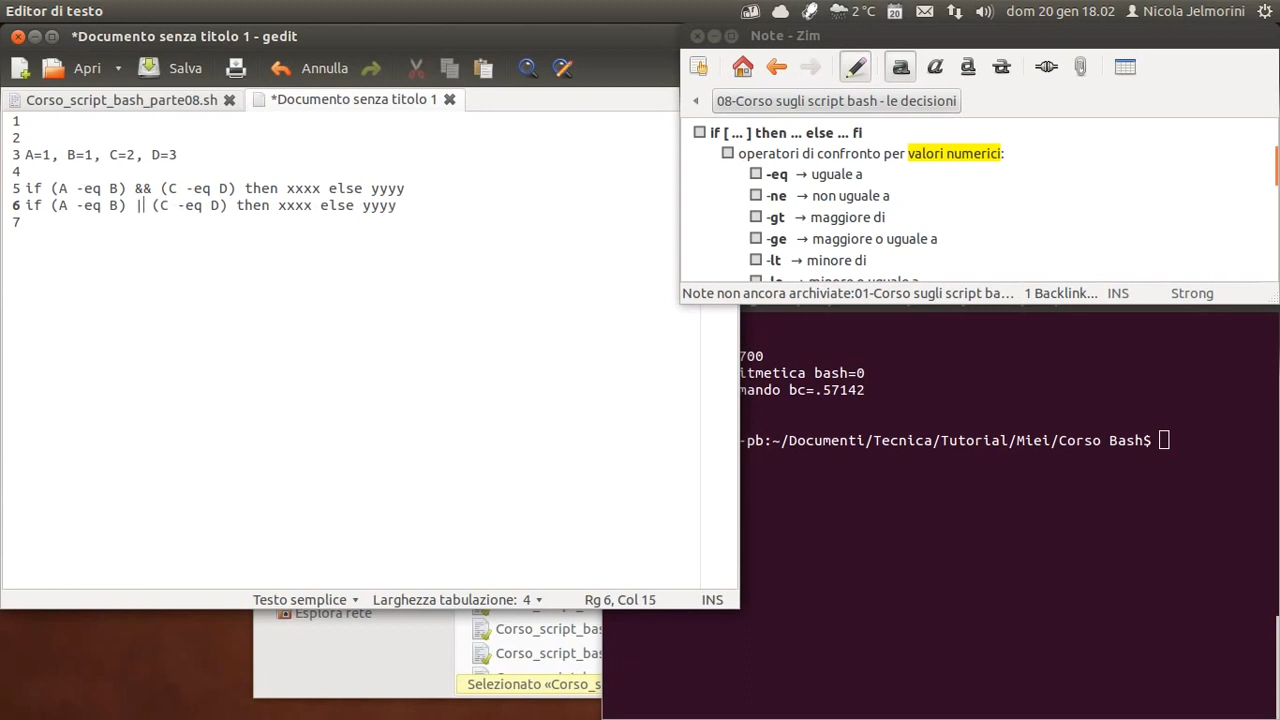 Editor di testo
2 °C
20
dom 20 gen 18.02
Nicola Jelmorini
*Documento senza titolo 1 - gedit
Apri
Salva
Annulla
Corso_script_bash_parte08.sh
*Documento senza titolo 1
1
2
3 A=1, B=1, C=2, D=3
4
5 if (A -eq B) && (C -eq D) then xxxx else yyyy
6 if (A -eq B) || (C -eq D) then xxxx else yyyy
7
Testo semplice
Larghezza tabulazione: 4
Rg 6, Col 15
INS
Note - Zim
08-Corso sugli script bash - le decisioni
if [ ... ] then ... else ... fi
operatori di confronto per valori numerici:
-eq → uguale a
-ne → non uguale a
-gt → maggiore di
-ge → maggiore o uguale a
-lt → minore di
-le → minore o uguale a
Note non ancora archiviate:01-Corso sugli script ba...
1 Backlink...
INS
Strong
700
itmetica bash=0
mando bc=.57142
-pb:~/Documenti/Tecnica/Tutorial/Miei/Corso Bash$
Esplora rete
Corso_script_bas
Corso_script_bas
Selezionato «Corso_s